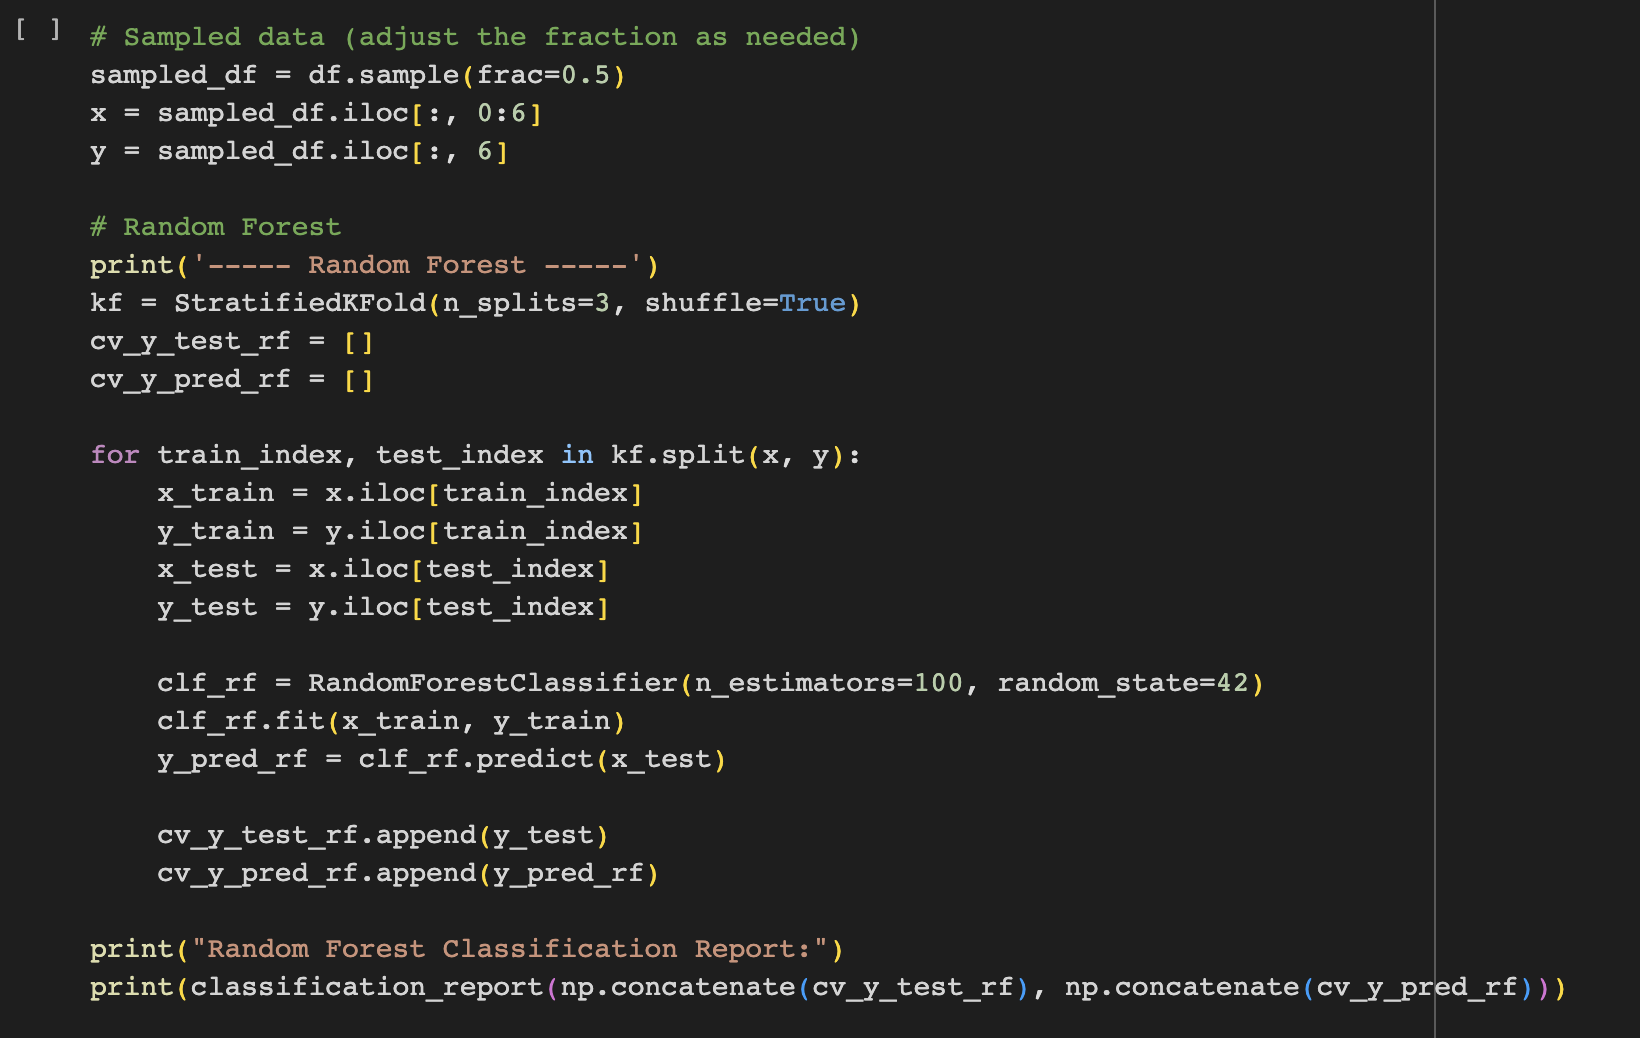 [ ] # Sampled data (adjust the fraction as needed)
sampled_df = df.sample(frac=0.5)
x = sampled_df.iloc[:, 0:6]
y = sampled_df.iloc[:, 6]

# Random Forest
print('----- Random Forest -----')
kf = StratifiedKFold(n_splits=3, shuffle=True)
cv_y_test_rf = []
cv_y_pred_rf = []

for train_index, test_index in kf.split(x, y):
    x_train = x.iloc[train_index]
    y_train = y.iloc[train_index]
    x_test = x.iloc[test_index]
    y_test = y.iloc[test_index]

    clf_rf = RandomForestClassifier(n_estimators=100, random_state=42)
    clf_rf.fit(x_train, y_train)
    y_pred_rf = clf_rf.predict(x_test)

    cv_y_test_rf.append(y_test)
    cv_y_pred_rf.append(y_pred_rf)

print("Random Forest Classification Report:")
print(classification_report(np.concatenate(cv_y_test_rf), np.concatenate(cv_y_pred_rf)))